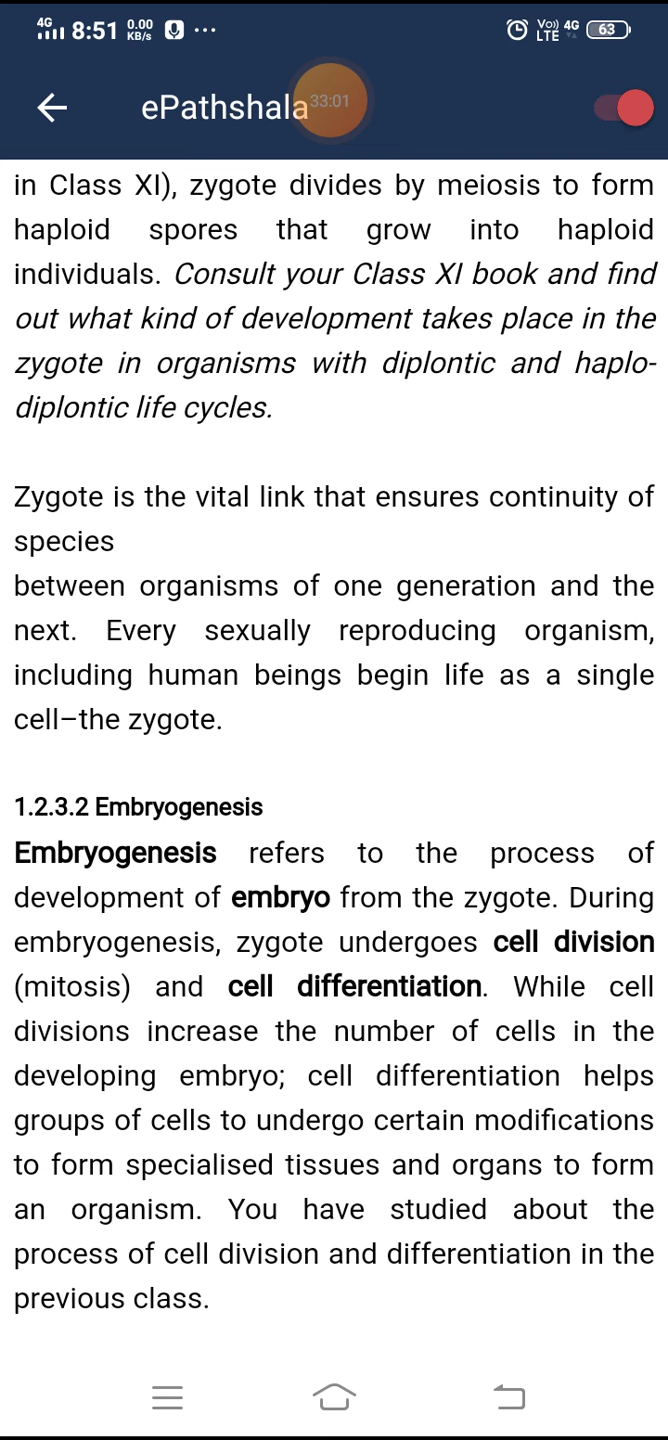 4G 8:51 0.00 KB/s ... Vo)) LTE 4G 63
ePathshala 33:01
in Class XI), zygote divides by meiosis to form
haploid spores that grow into haploid
individuals. Consult your Class XI book and find
out what kind of development takes place in the
zygote in organisms with diplontic and haplo-
diplontic life cycles.
Zygote is the vital link that ensures continuity of
species
between organisms of one generation and the
next. Every sexually reproducing organism,
including human beings begin life as a single
cell–the zygote.
1.2.3.2 Embryogenesis
Embryogenesis refers to the process of
development of embryo from the zygote. During
embryogenesis, zygote undergoes cell division
(mitosis) and cell differentiation. While cell
divisions increase the number of cells in the
developing embryo; cell differentiation helps
groups of cells to undergo certain modifications
to form specialised tissues and organs to form
an organism. You have studied about the
process of cell division and differentiation in the
previous class.